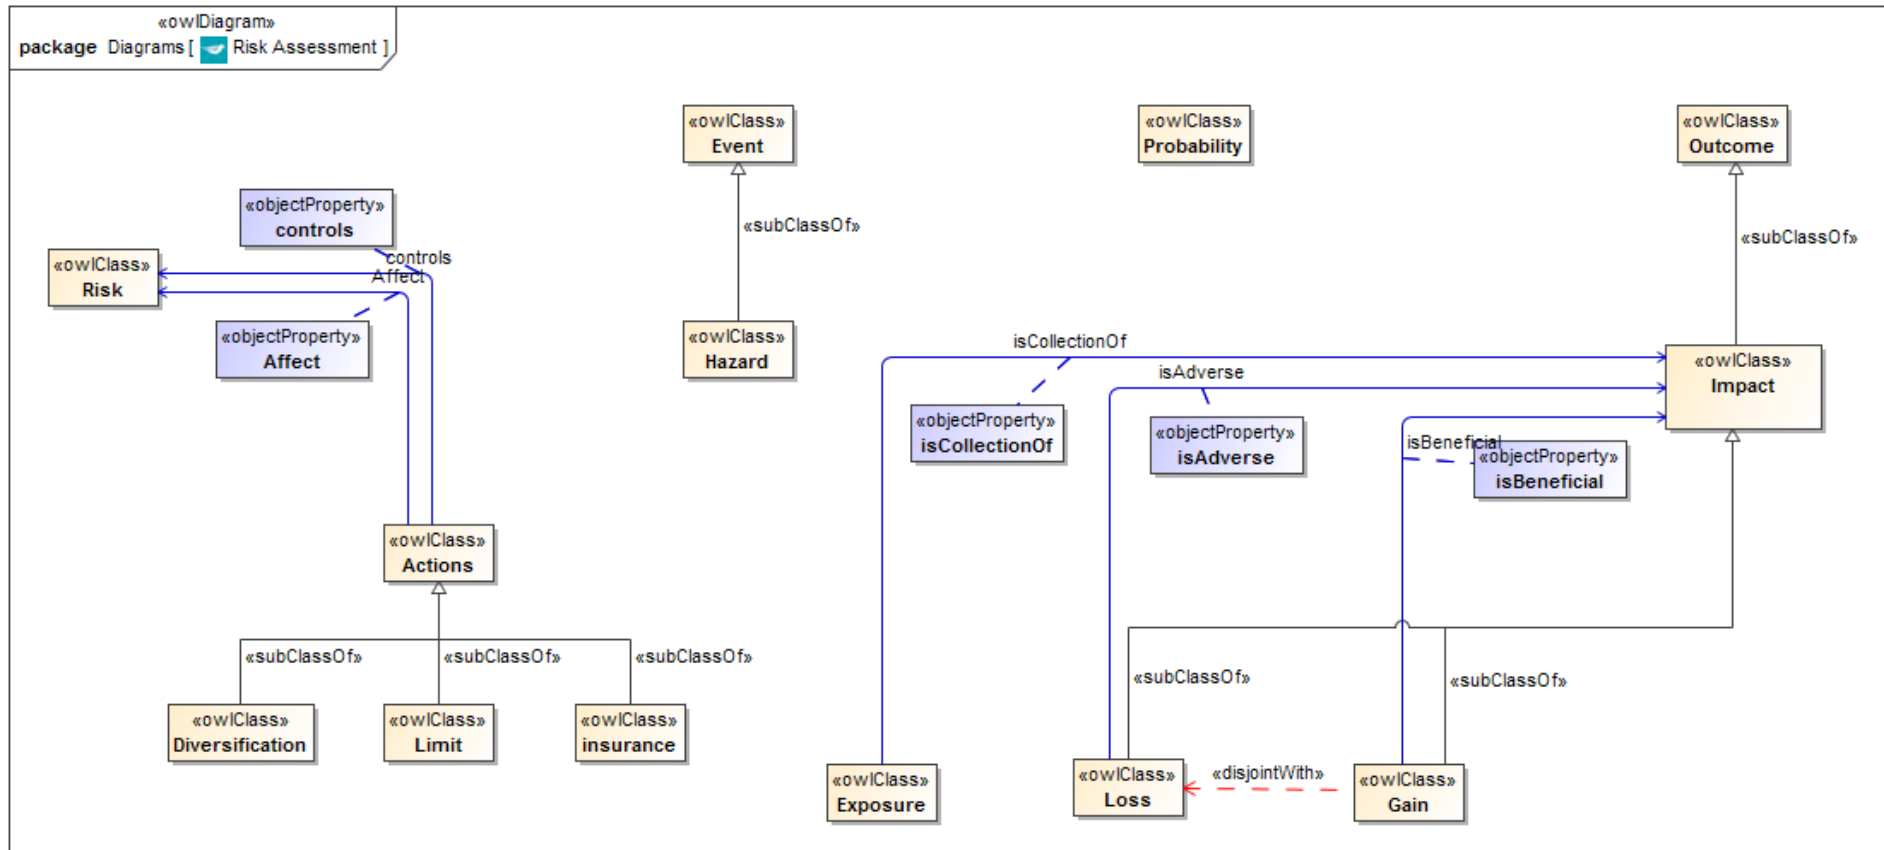 «owlDiagram»
package Diagrams [ Risk Assessment ]
«owlClass»
Event
«owlClass»
Probability
«owlClass»
Outcome
«objectProperty»
controls
«subClassOf»
«subClassOf»
controls
Affect
«owlClass»
Risk
«objectProperty»
Affect
«owlClass»
Hazard
isCollectionOf
«owlClass»
Impact
isAdverse
«objectProperty»
isCollectionOf
«objectProperty»
isAdverse
isBeneficial
«objectProperty»
isBeneficial
«owlClass»
Actions
«subClassOf»
«subClassOf»
«subClassOf»
«subClassOf»
«subClassOf»
«owlClass»
Diversification
«owlClass»
Limit
«owlClass»
insurance
«owlClass»
Exposure
«owlClass»
Loss
«disjointWith»
«owlClass»
Gain